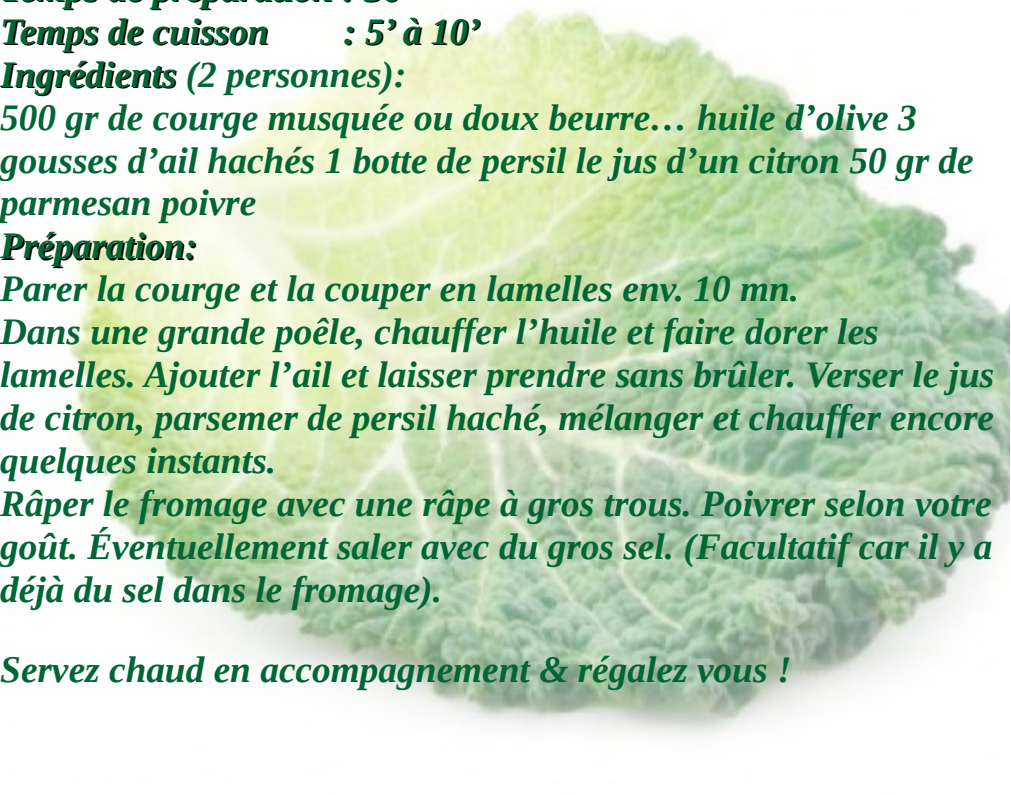 Temps de préparation : 30’
Temps de cuisson : 5’ à 10’
Ingrédients (2 personnes):
500 gr de courge musquée ou doux beurre… huile d’olive 3
gousses d’ail hachés 1 botte de persil le jus d’un citron 50 gr de
parmesan poivre
Préparation:
Parer la courge et la couper en lamelles env. 10 mn.
Dans une grande poêle, chauffer l’huile et faire dorer les
lamelles. Ajouter l’ail et laisser prendre sans brûler. Verser le jus
de citron, parsemer de persil haché, mélanger et chauffer encore
quelques instants.
Râper le fromage avec une râpe à gros trous. Poivrer selon votre
goût. Éventuellement saler avec du gros sel. (Facultatif car il y a
déjà du sel dans le fromage).
Servez chaud en accompagnement & régalez vous !